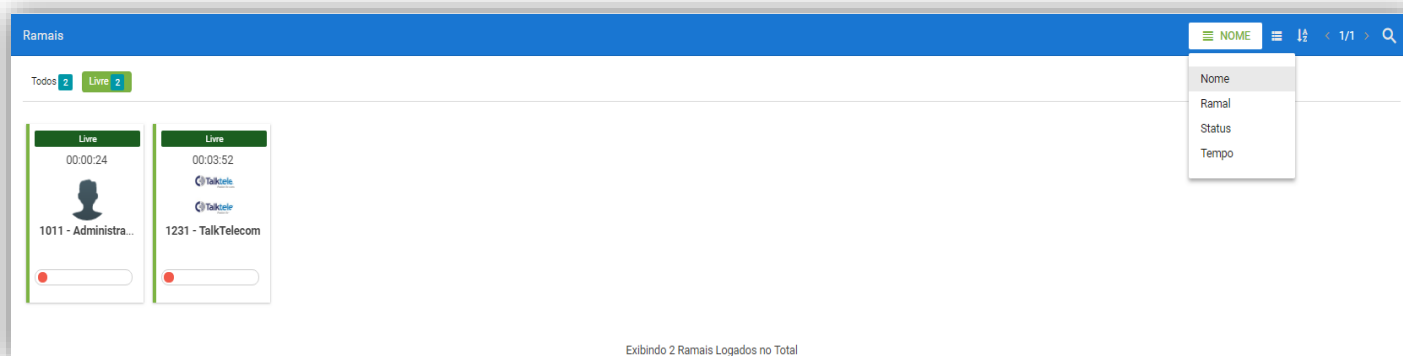 Ramais
NOME
1/1
Nome
Ramal
Status
Tempo
Todos 2
Livre 2
Livre
00:00:24
1011 - Administra...
Livre
00:03:52
Talktele
Talktele
1231 - TalkTelecom
Exibindo 2 Ramais Logados no Total